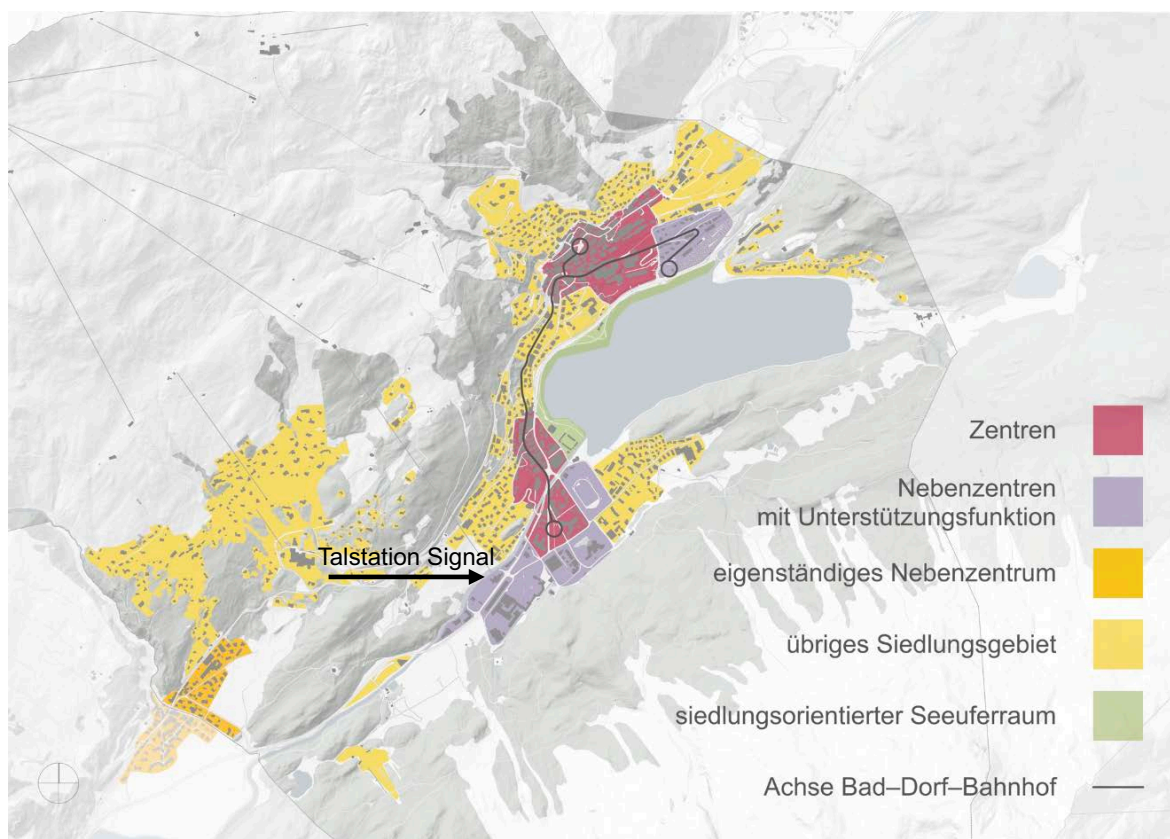 Talstation Signal
Zentren
Nebenzentren
mit Unterstützungsfunktion
eigenständiges Nebenzentrum
übriges Siedlungsgebiet
siedlungsorientierter Seeuferraum
Achse Bad–Dorf–Bahnhof